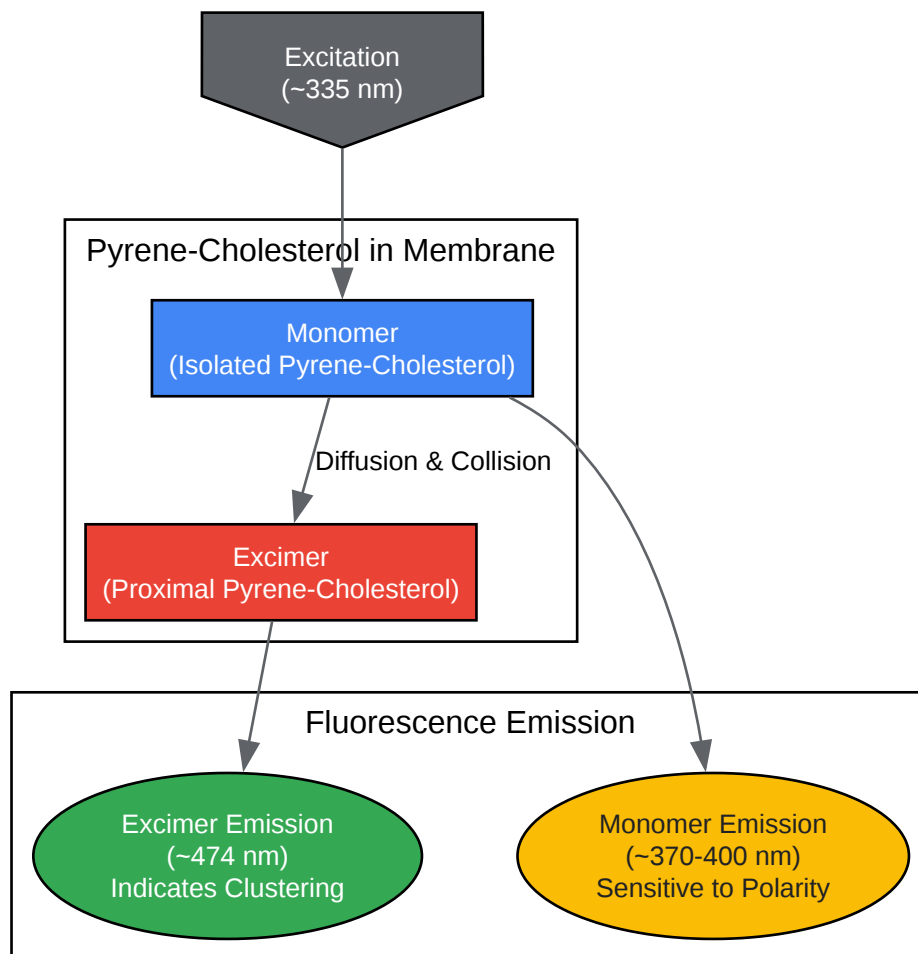 Excitation
(~335 nm)
Pyrene-Cholesterol in Membrane
Monomer
(Isolated Pyrene-Cholesterol)
Diffusion & Collision
Excimer
(Proximal Pyrene-Cholesterol)
Fluorescence Emission
Excimer Emission
(~474 nm)
Indicates Clustering
Monomer Emission
(~370-400 nm)
Sensitive to Polarity